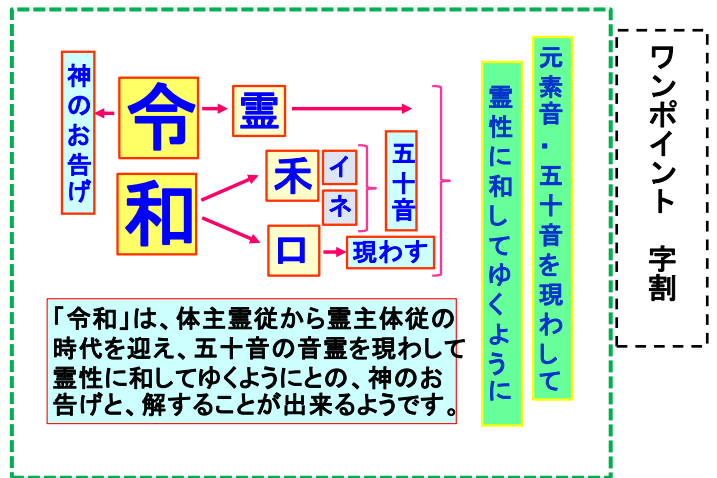 ワンポイント 字割
元素音・五十音を現わして
霊性に和してゆくように
神のお告げ
令
霊
和
禾
イ
ネ
五十音
口
現わす
「令和」は、体主霊従から霊主体従の
時代を迎え、五十音の音霊を現わして
霊性に和してゆくようにとの、神のお
告げと、解することが出来るようです。